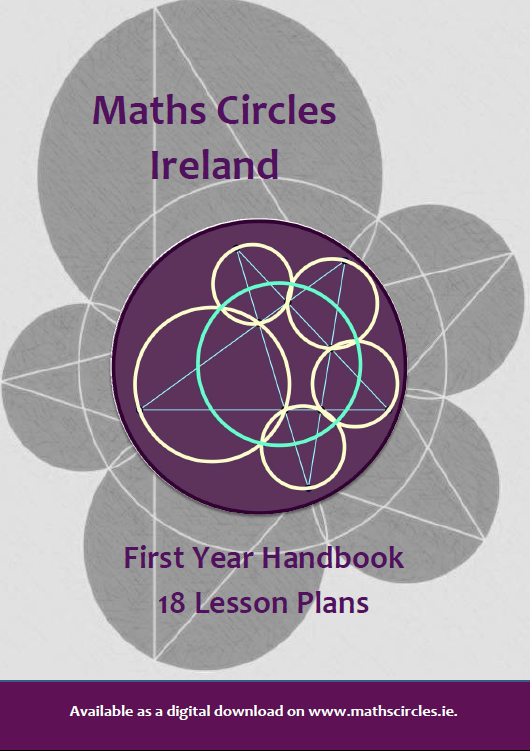 Maths Circles
Ireland
First Year Handbook
18 Lesson Plans
Available as a digital download on www.mathscircles.ie.